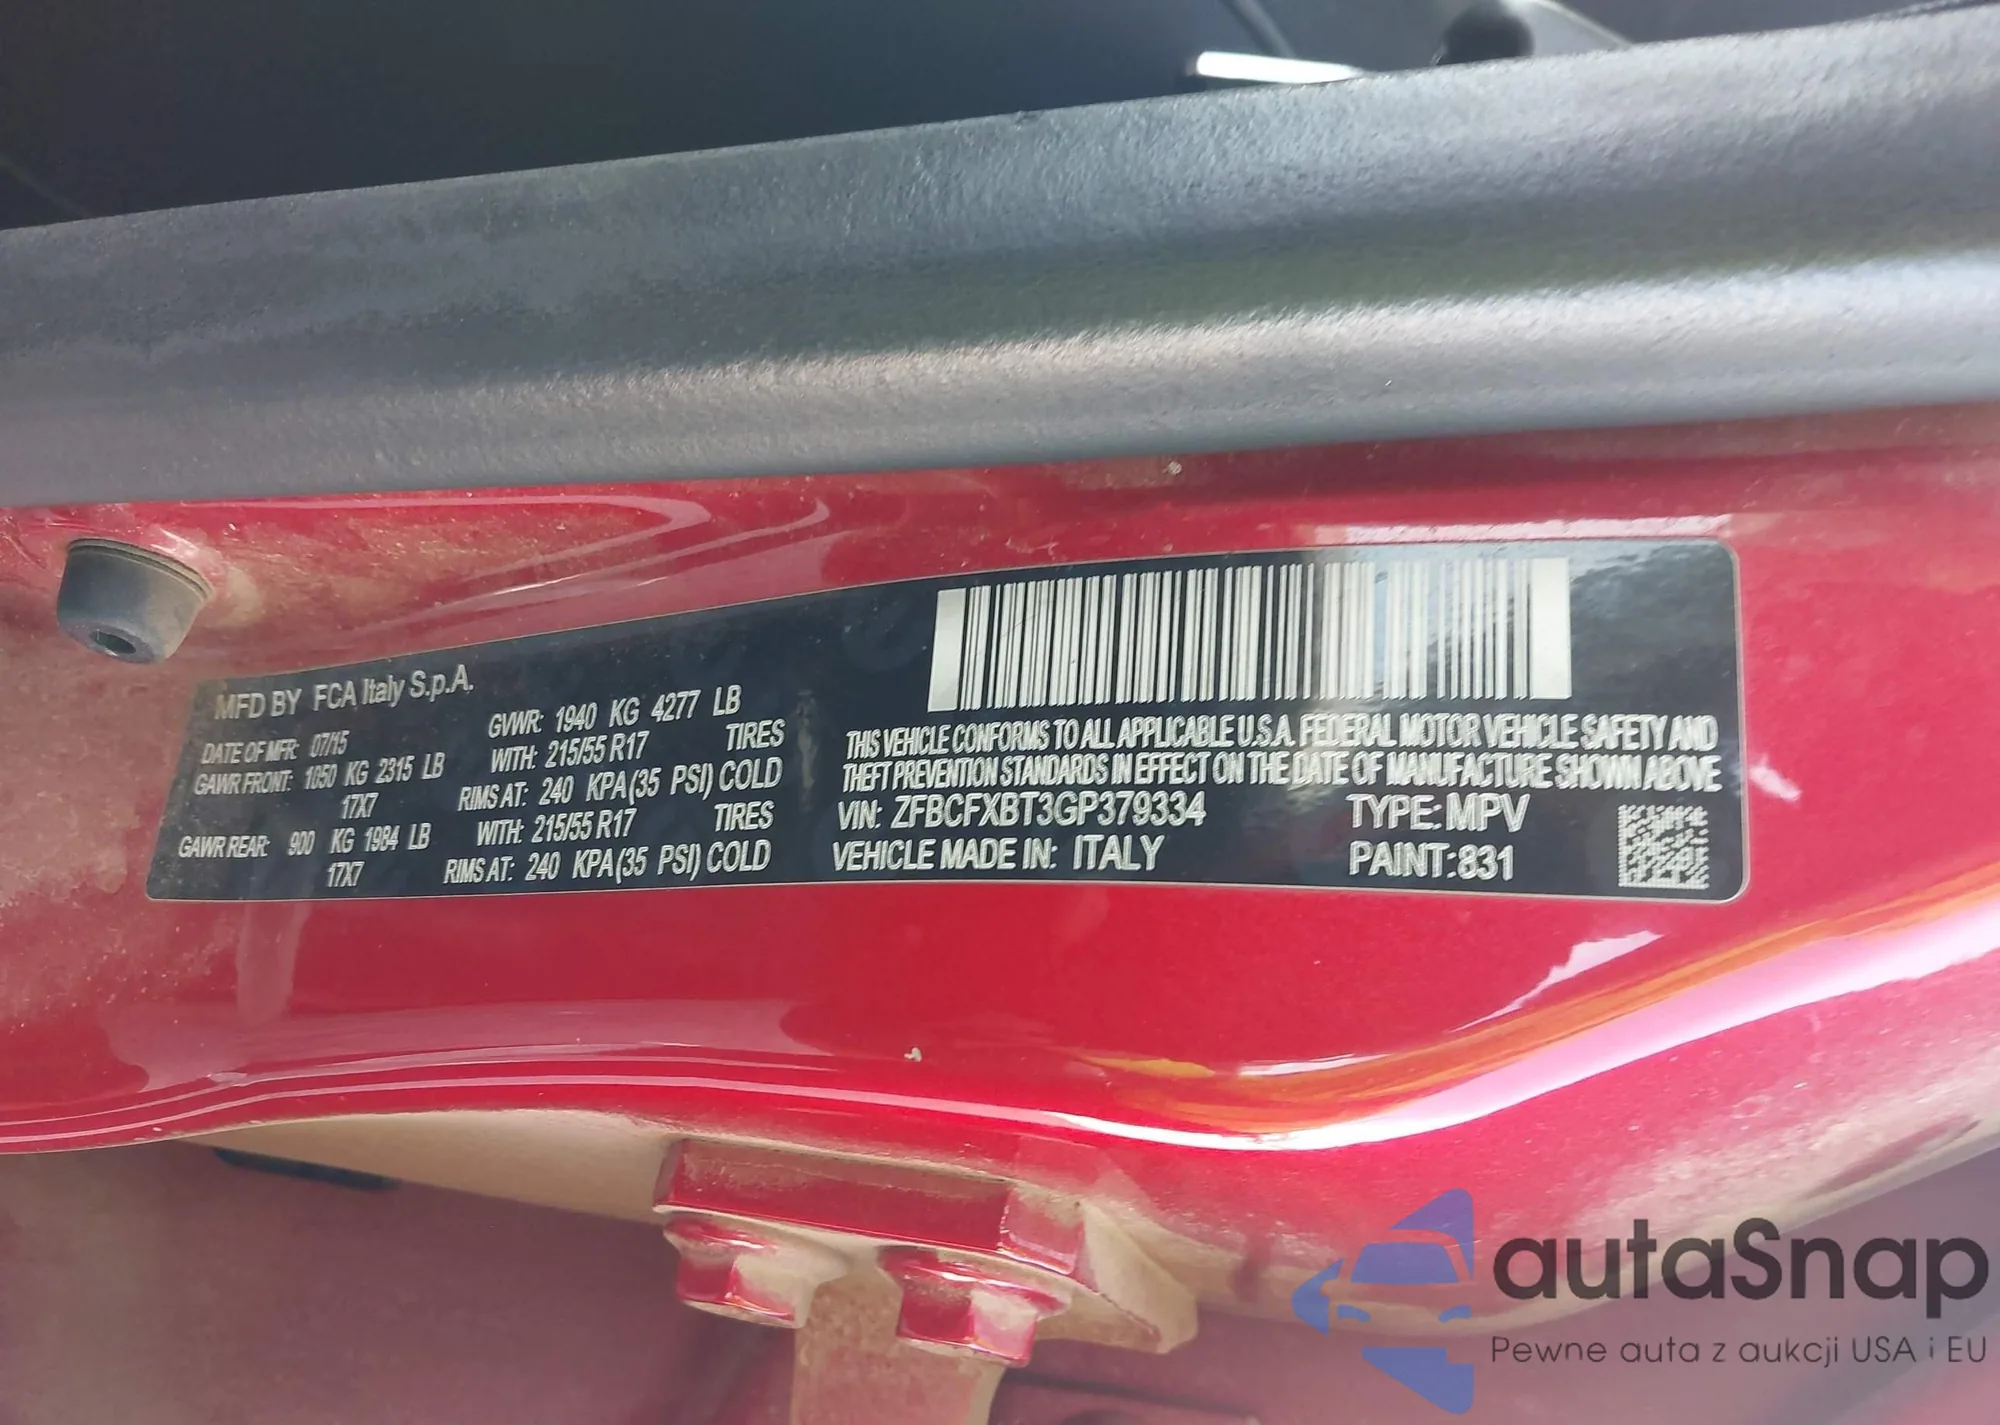 MFD BY FCA Italy S.p.A.
DATE OF MFR: 07/15
GVWR: 1940 KG 4277 LB
GAWR FRONT: 1050 KG 2315 LB WITH: 215/55 R17 TIRES
17X7 RIMS AT: 240 KPA (35 PSI) COLD
GAWR REAR: 900 KG 1984 LB WITH: 215/55 R17 TIRES
17X7 RIMS AT: 240 KPA (35 PSI) COLD
THIS VEHICLE CONFORMS TO ALL APPLICABLE U.S.A. FEDERAL MOTOR VEHICLE SAFETY AND
THEFT PREVENTION STANDARDS IN EFFECT ON THE DATE OF MANUFACTURE SHOWN ABOVE
VIN: ZFBCFXBT3GP379334 TYPE: MPV
VEHICLE MADE IN: ITALY PAINT: 831
autaSnap
Pewne auta z aukcji USA i EU